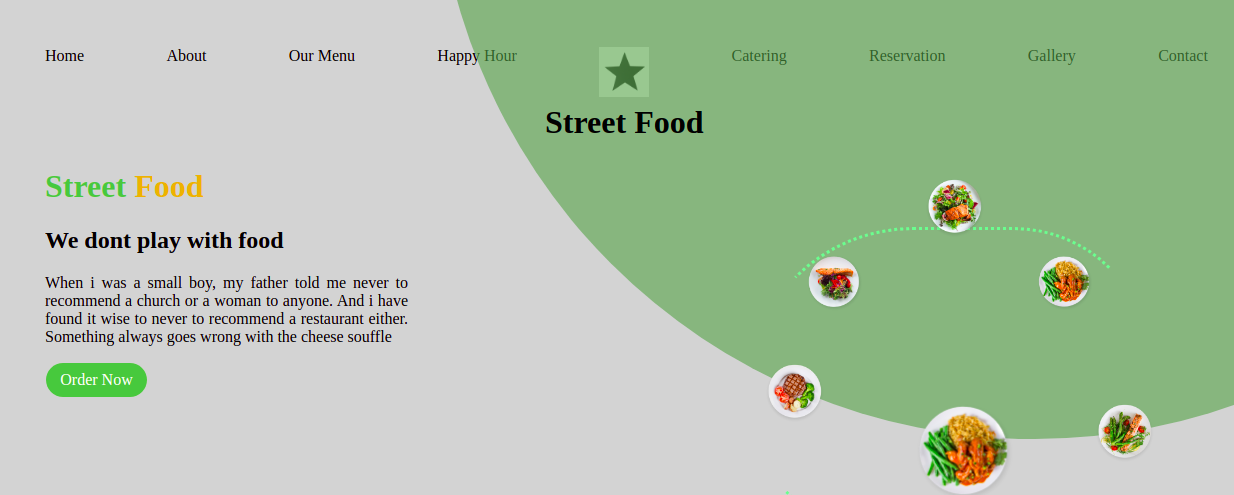 Home About Our Menu Happy Hour Catering Reservation Gallery Contact
Street Food
Street Food
We dont play with food
When i was a small boy, my father told me never to
recommend a church or a woman to anyone. And i have
found it wise to never to recommend a restaurant either.
Something always goes wrong with the cheese souffle
Order Now